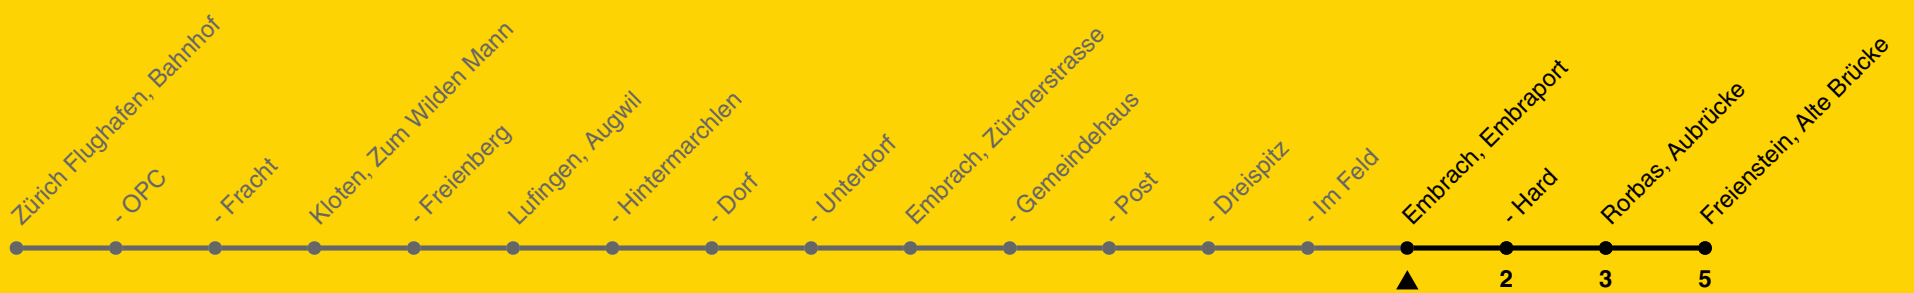 Zürich Flughafen, Bahnhof
- OPC
- Fracht
Kloten, Zum Wilden Mann
- Freienberg
Lufingen, Augwil
- Hintermarchlen
- Dorf
- Unterdorf
Embrach, Zürcherstrasse
- Gemeindehaus
- Post
- Dreispitz
- Im Feld
Embrach, Embraport
- Hard
Rorbas, Aubrücke
Freienstein, Alte Brücke
2 3 5